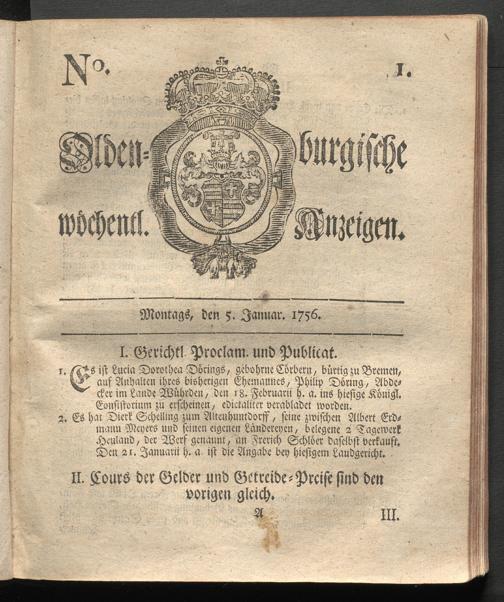 No. 1.
Olden- burgische
wöchentl. Anzeigen.
Montags, den 5. Januar. 1756.
I. Gerichtl Proclam. und Publicat.
1. Es ist Lucia Dorothea Dörings, gebohrne Cörbern, bürtig zu Bremen,
auf Anhalten ihres bisherigen Ehemannes, Philip Döring, Abde-
cker im Lande Wührden, den 18. Februarii h. a. ins hiesige Königl.
Consistorium zu erscheinen, edictaliter verabladet worden.
2. Es hat Dierk Schelling zum Altenhuntdorff, seine zwischen Albert Erd-
mann Meyers und seinen eigenen Ländereyen, belegene 2 Tagewerk
Heuland, der Werf genannt, an Frerich Schlöer daselbst verkauft.
Den 21. Januarii h. a. ist die Angabe bey hiesigem Landgericht.
II. Cours der Gelder und Getreide-Preise sind den
vorigen gleich.
A III.